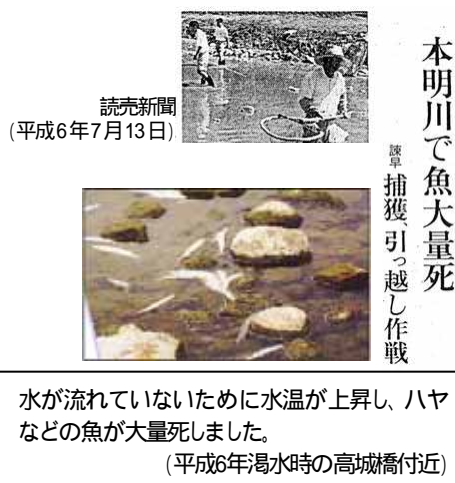 本明川で魚大量死
諫早 捕獲、引っ越し作戦
読売新聞
(平成6年7月13日)
水が流れていないために水温が上昇し、ハヤ
などの魚が大量死しました。
(平成6年渇水時の高城橋付近)